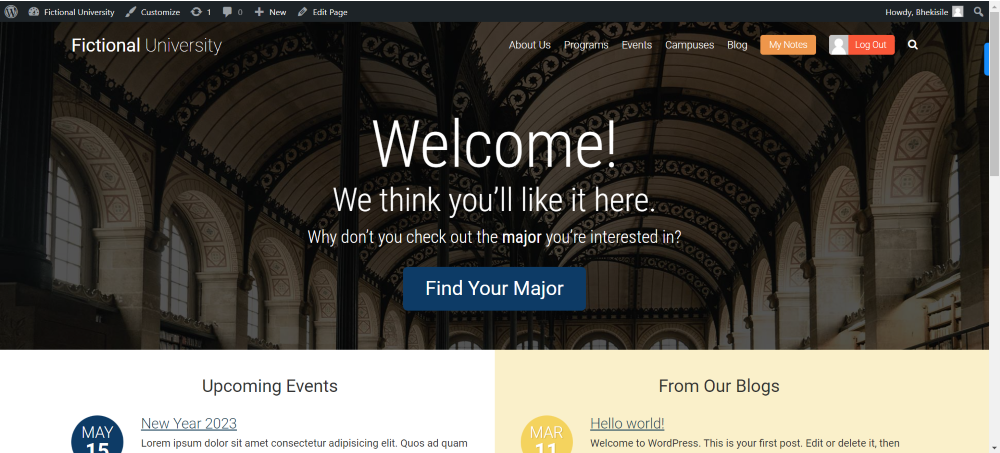 Fictional University Customize 1 0 New Edit Page Howdy, Bhekisile
Fictional University About Us Programs Events Campuses Blog My Notes Log Out
Welcome!
We think you’ll like it here.
Why don’t you check out the major you’re interested in?
Find Your Major
Upcoming Events
MAY
15
New Year 2023
Lorem ipsum dolor sit amet consectetur adipisicing elit. Quos ad quam
From Our Blogs
MAR
11
Hello world!
Welcome to WordPress. This is your first post. Edit or delete it, then